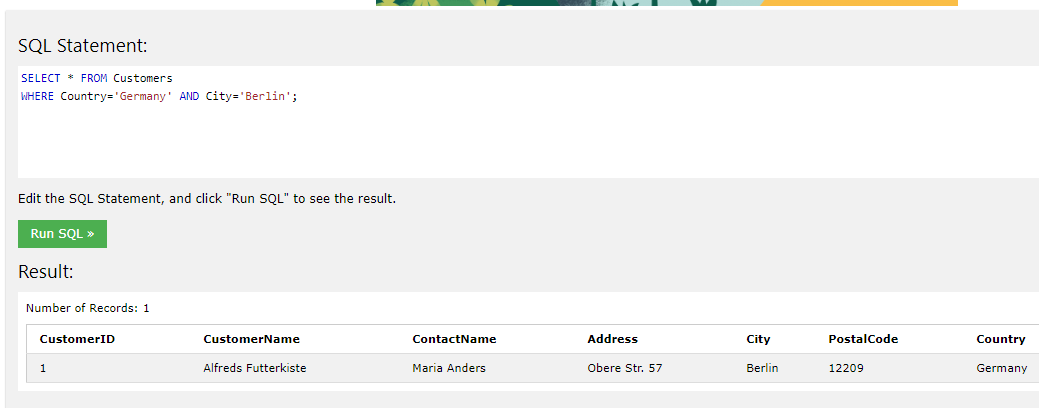 SQL Statement:
SELECT * FROM Customers
WHERE Country='Germany' AND City='Berlin';
Edit the SQL Statement, and click "Run SQL" to see the result.
Run SQL »
Result:
Number of Records: 1
CustomerID CustomerName ContactName Address City PostalCode Country
1 Alfreds Futterkiste Maria Anders Obere Str. 57 Berlin 12209 Germany